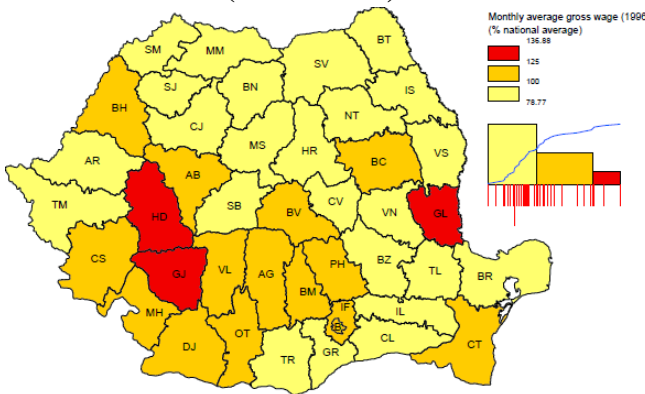 Monthly average gross wage (1996
(% national average)
136.88
125
100
78.77
SM
MM
BT
SV
SJ
BN
IS
BH
NT
CJ
MS
HR
VS
BC
AR
AB
TM
HD
SB
BV
CV
VN
GL
CS
GJ
VL
AG
PH
BZ
TL
BR
BM
IF
MH
IL
DJ
OT
CL
CT
TR
GR